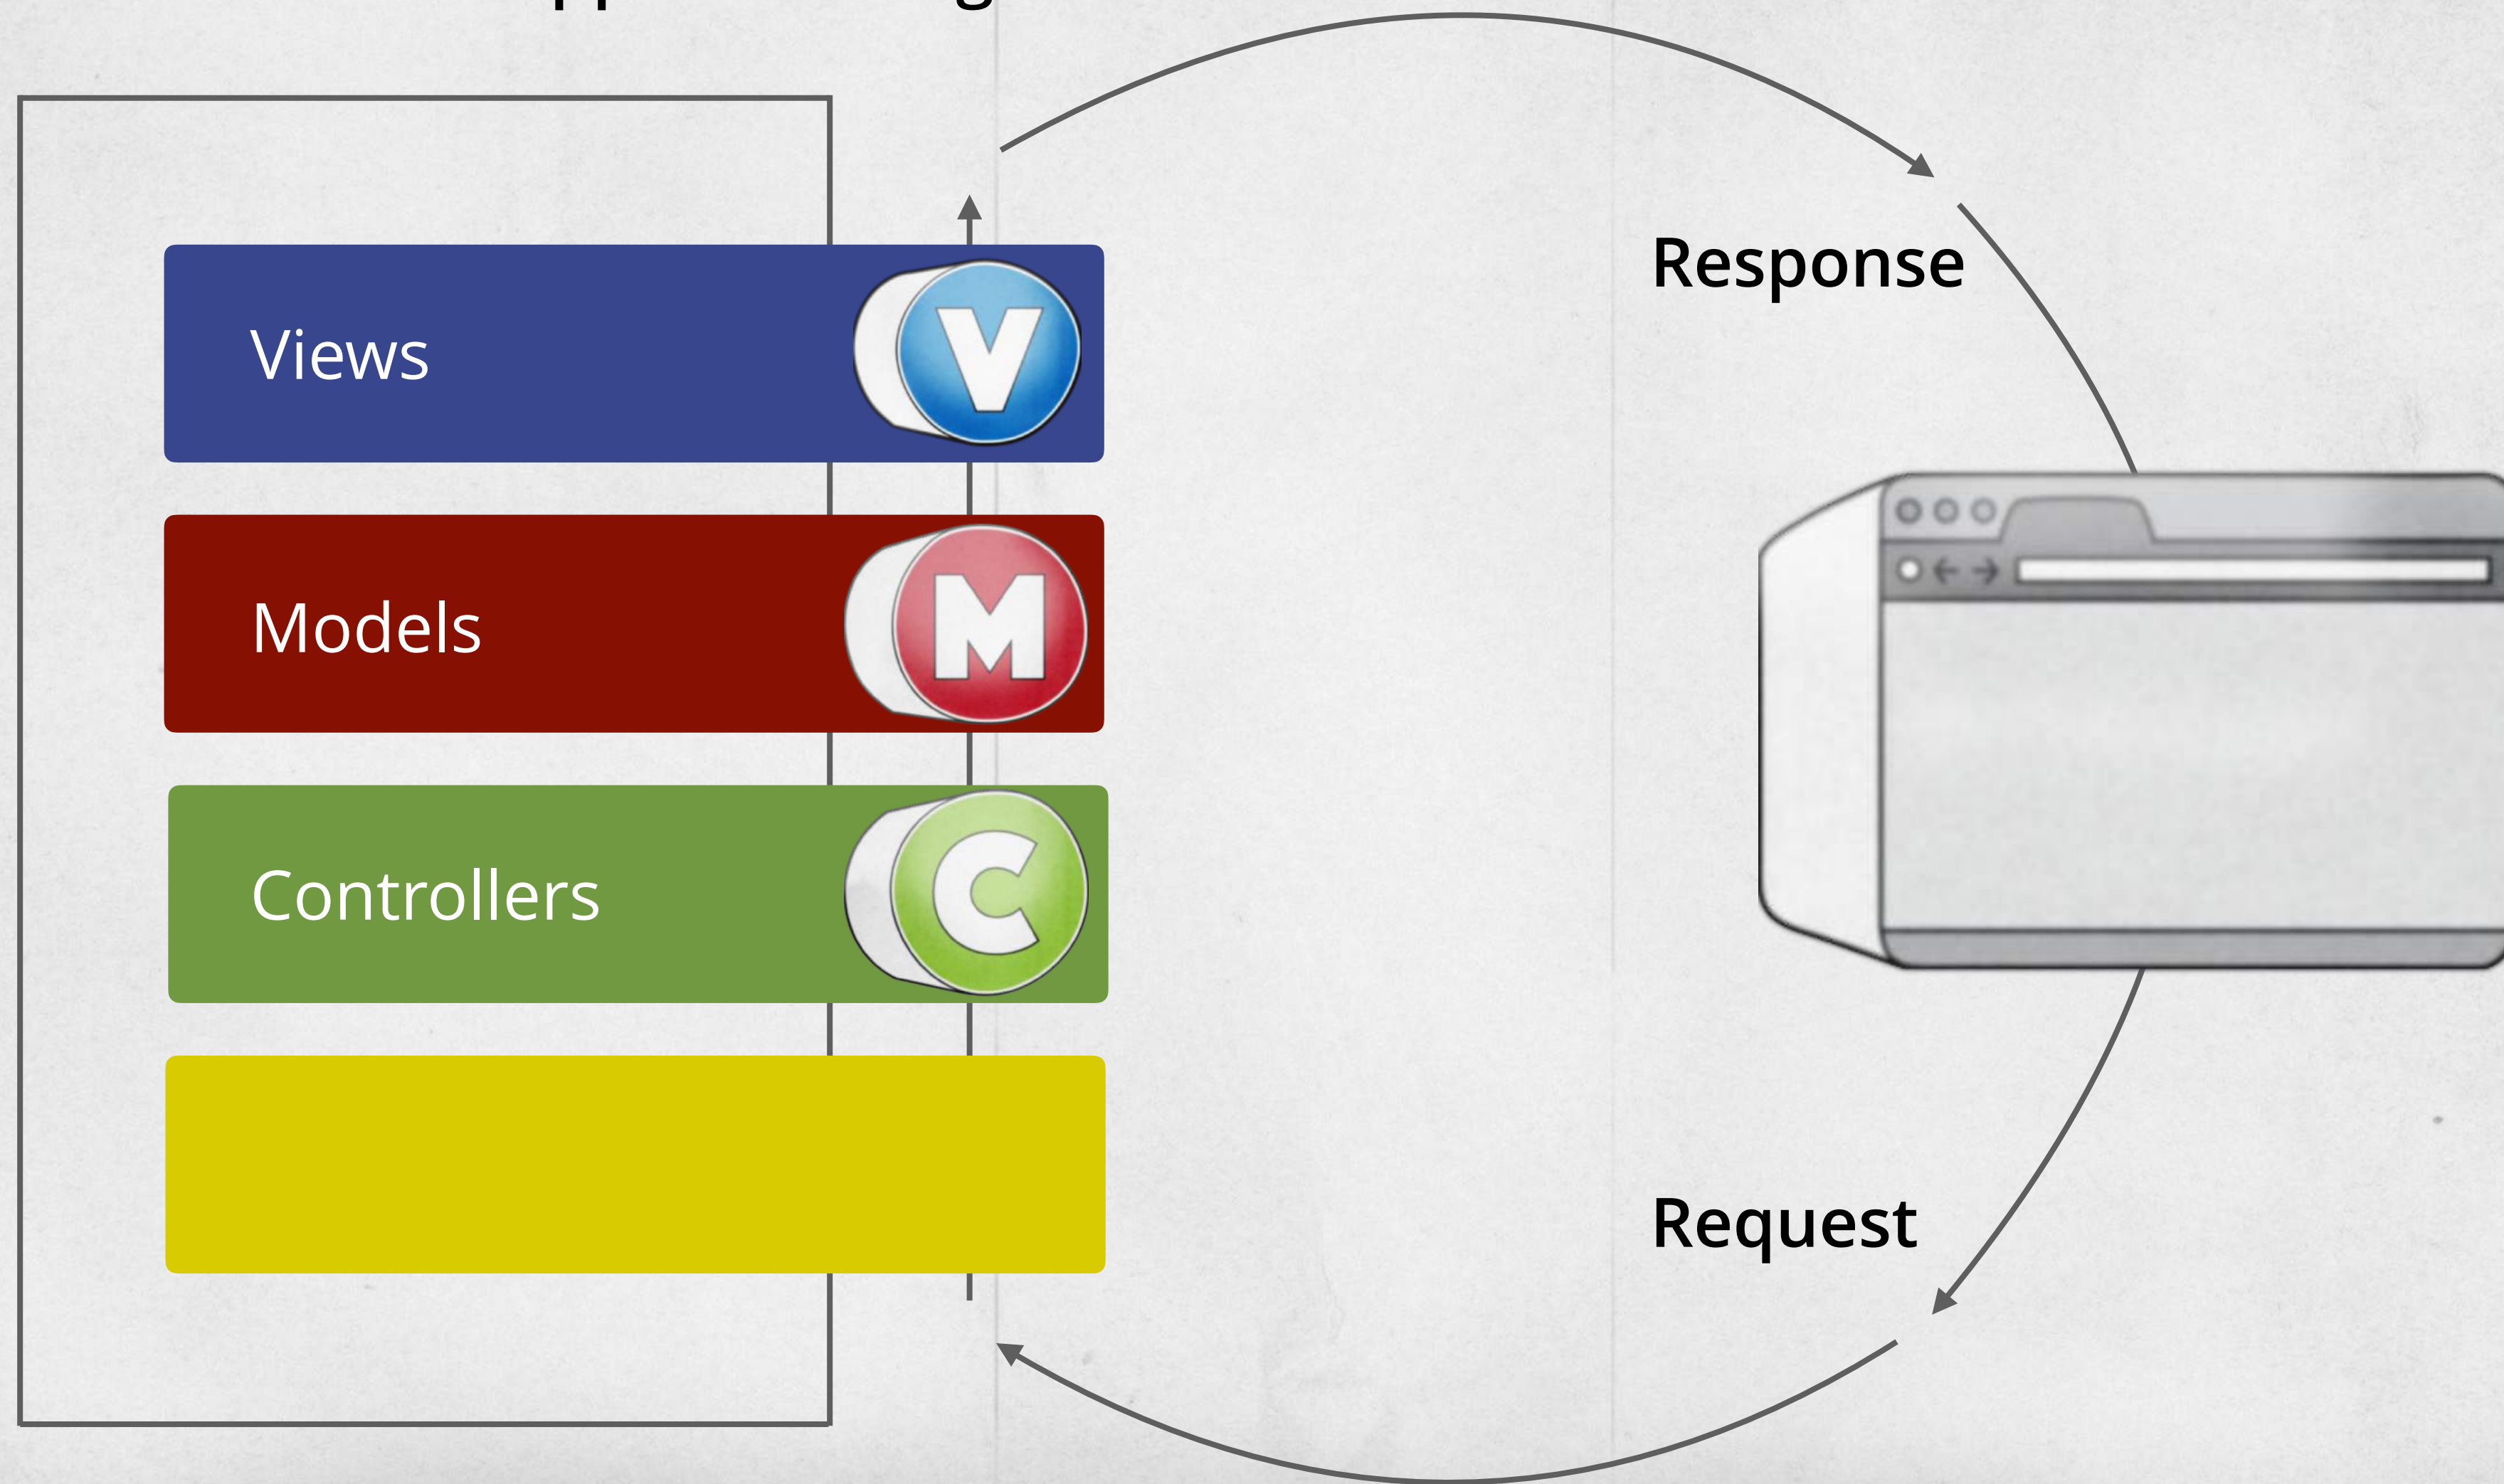 Response
Views
V
Models
M
Controllers
C
Request